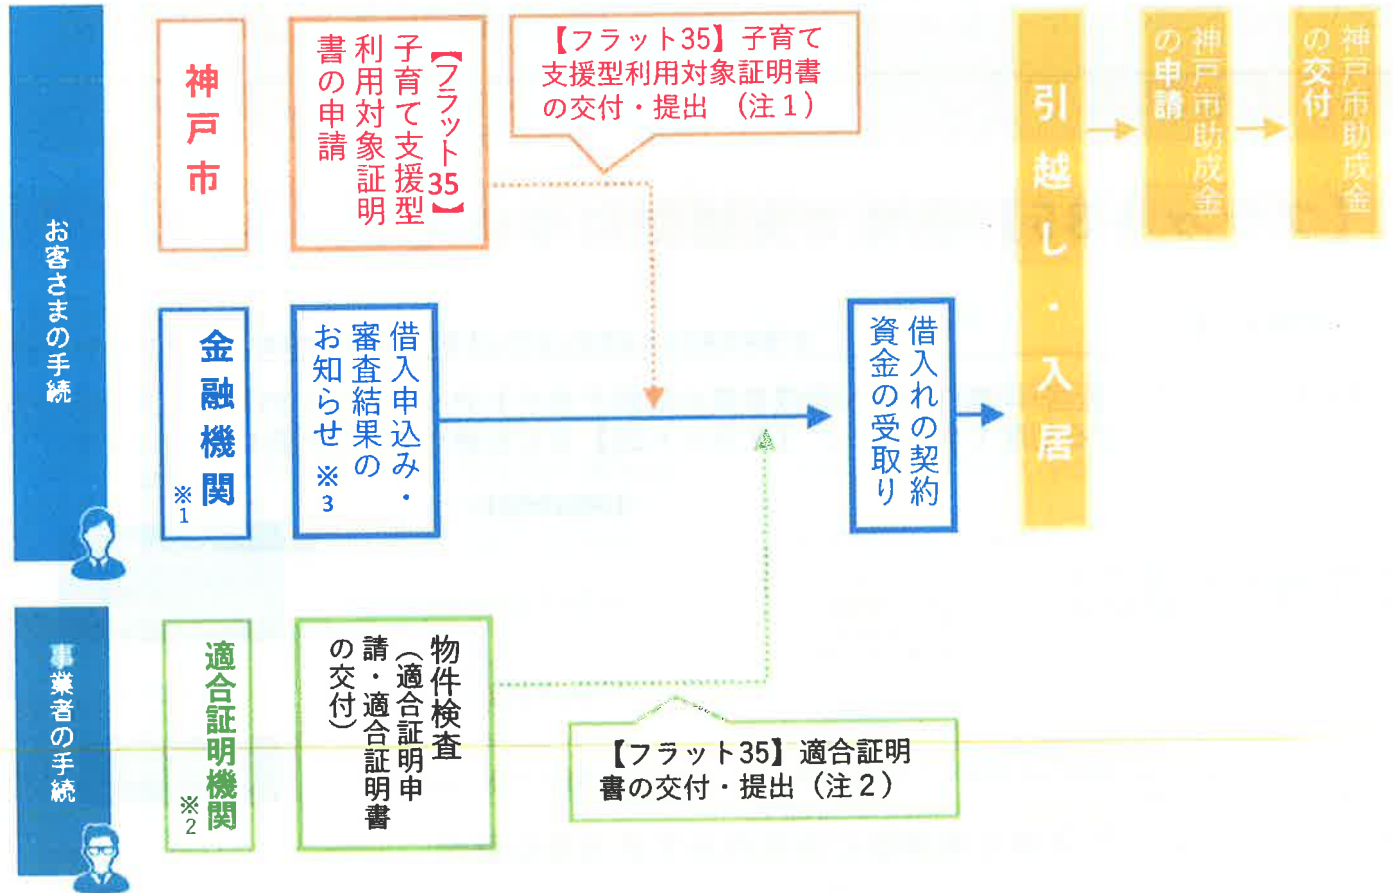 お客さまの手続
神戸市
【フラット35】
子育て支援型
利用対象証明
書の申請
【フラット35】子育て
支援型利用対象証明書
の交付・提出 (注1)
引越し・入居
神戸市助成金
の申請
神戸市助成金
の交付
金融機関
※1
借入申込み・
審査結果の
お知らせ ※3
借入れの契約
資金の受取り
事業者の手続
適合証明機関
※2
物件検査
(適合証明申
請・適合証明書
の交付)
【フラット35】適合証明
書の交付・提出(注2)